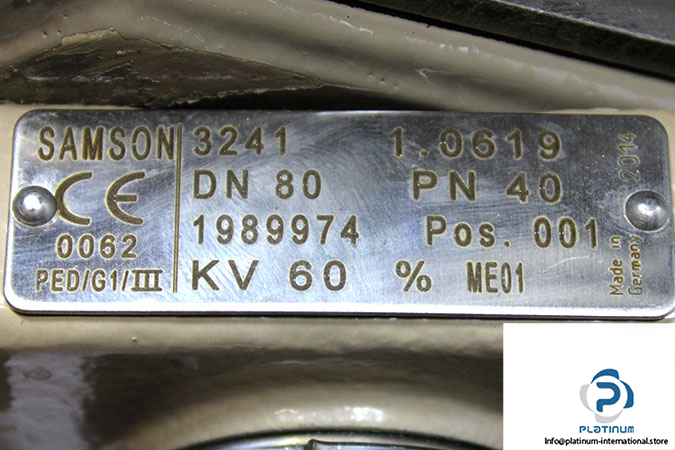 SAMSON
CE
0062
PED/G1/III
3241 1.0619
DN 80 PN 40
1989974 Pos. 001
KV 60 % ME01
Made in
Germany
2014
PLATINUM
Info@platinum-international.store